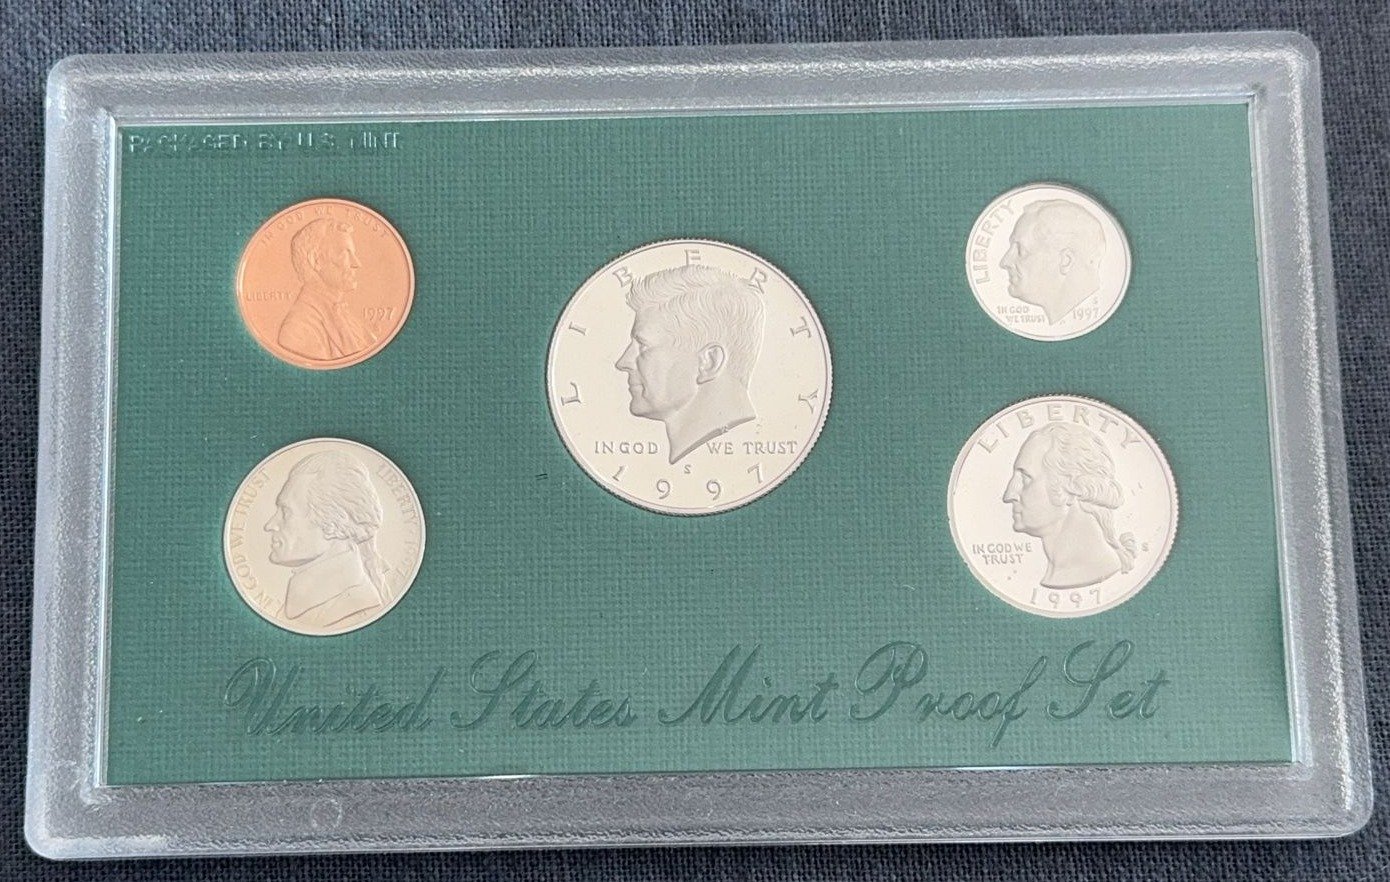 PACKAGED BY U.S. MINT
IN GOD WE TRUST
LIBERTY
1997
LIBERTY
IN GOD WE TRUST
S
1997
LIBERTY
IN GOD
WE TRUST
S
1997
IN GOD WE TRUST
LIBERTY 1997
LIBERTY
IN GOD WE
TRUST
S
1997
United States Mint Proof Set